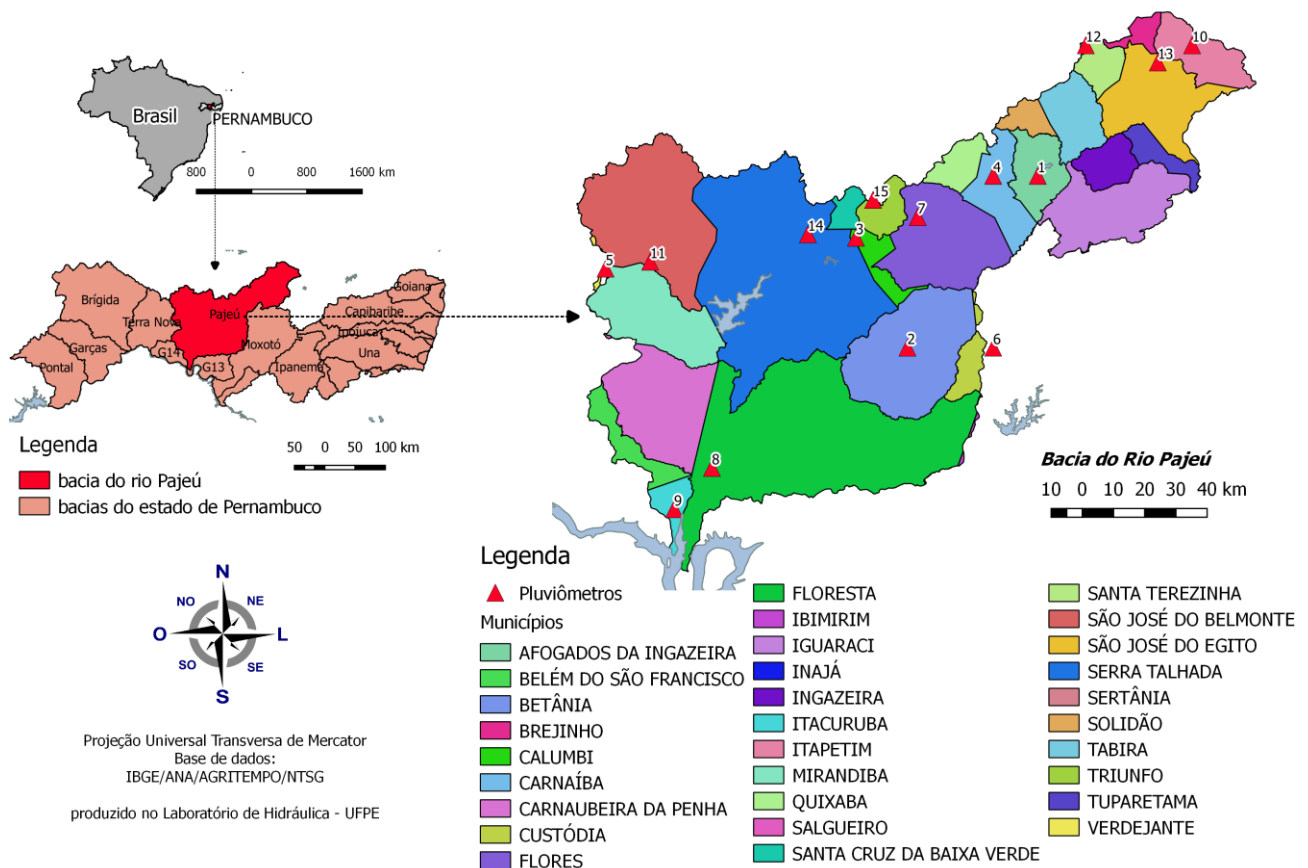 Brasil
PERNAMBUCO
800 0 800 1600 km
Brígida
Terra Nova
Pajeú
Goiana
Capibaribe
Ipojuca
Garças
G14
Moxotó
Una
Pontal
G13
Ipanema
Legenda
50 0 50 100 km
bacia do rio Pajeú
bacias do estado de Pernambuco
N
NO NE
O L
SO SE
S
Projeção Universal Transversa de Mercator
Base de dados:
IBGE/ANA/AGRITEMPO/NTSG
produzido no Laboratório de Hidráulica - UFPE
12
10
13
4
1
15
7
14
3
11
5
2
6
8
9
Bacia do Rio Pajeú
10 0 10 20 30 40 km
Legenda
Pluviômetros
Municípios
AFOGADOS DA INGAZEIRA
BELÉM DO SÃO FRANCISCO
BETÂNIA
BREJINHO
CALUMBI
CARNAÍBA
CARNAUBEIRA DA PENHA
CUSTÓDIA
FLORES
FLORESTA
IBIMIRIM
IGUARACI
INAJÁ
INGAZEIRA
ITACURUBA
ITAPETIM
MIRANDIBA
QUIXABA
SALGUEIRO
SANTA CRUZ DA BAIXA VERDE
SANTA TEREZINHA
SÃO JOSÉ DO BELMONTE
SÃO JOSÉ DO EGITO
SERRA TALHADA
SERTÂNIA
SOLIDÃO
TABIRA
TRIUNFO
TUPARETAMA
VERDEJANTE